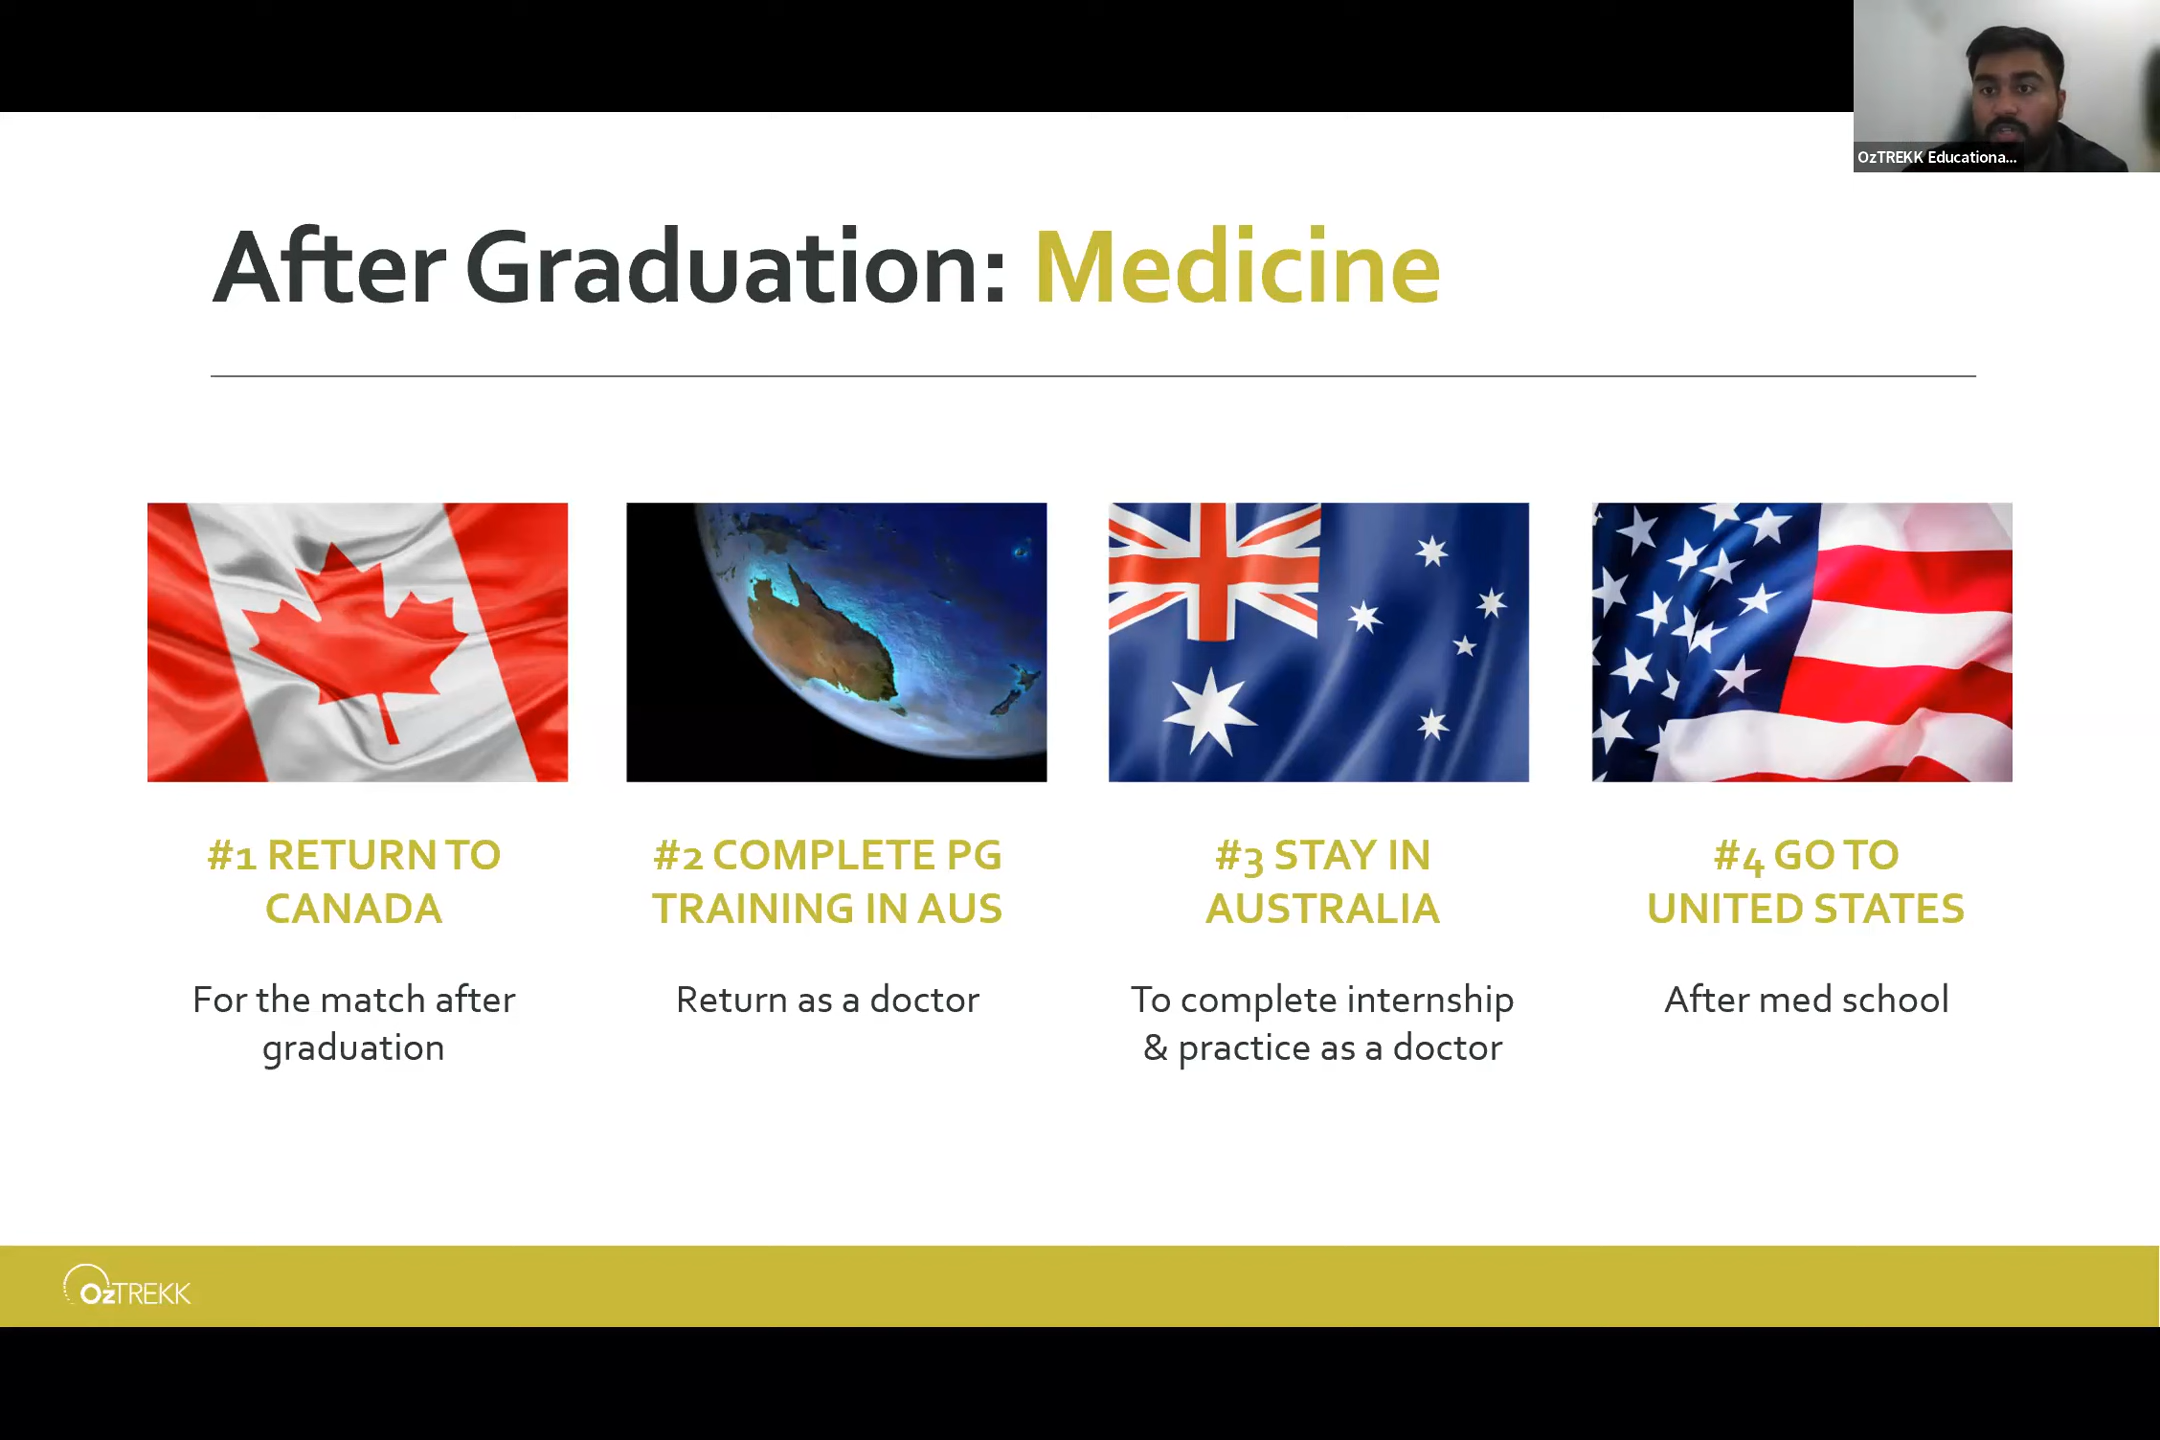 OzTREKK Educationa...
After Graduation: Medicine
#1 RETURN TO
CANADA
For the match after
graduation
#2 COMPLETE PG
TRAINING IN AUS
Return as a doctor
#3 STAY IN
AUSTRALIA
To complete internship
& practice as a doctor
#4 GO TO
UNITED STATES
After med school
OzTREKK